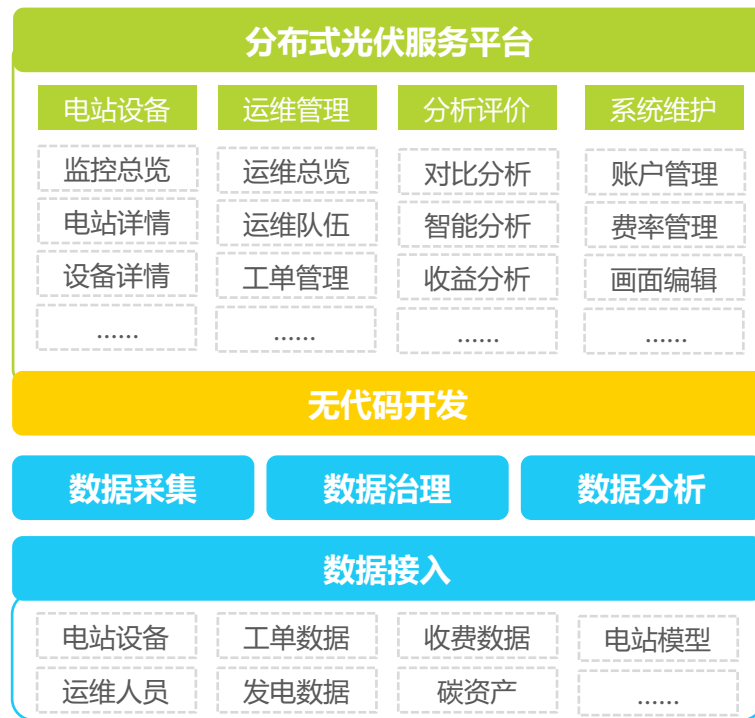 分布式光伏服务平台
电站设备 运维管理 分析评价 系统维护
监控总览 运维总览 对比分析 账户管理
电站详情 运维队伍 智能分析 费率管理
设备详情 工单管理 收益分析 画面编辑
...... ...... ...... ......
无代码开发
数据采集 数据治理 数据分析
数据接入
电站设备 工单数据 收费数据 电站模型
运维人员 发电数据 碳资产 ......